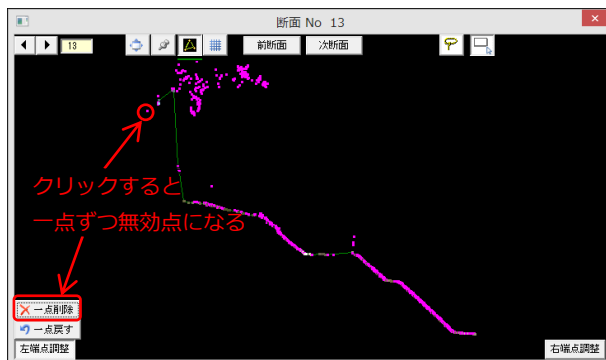 断面 No 13
13
前断面
次断面
クリックすると
一点ずつ無効点になる
一点削除
一点戻す
左端点調整
右端点調整